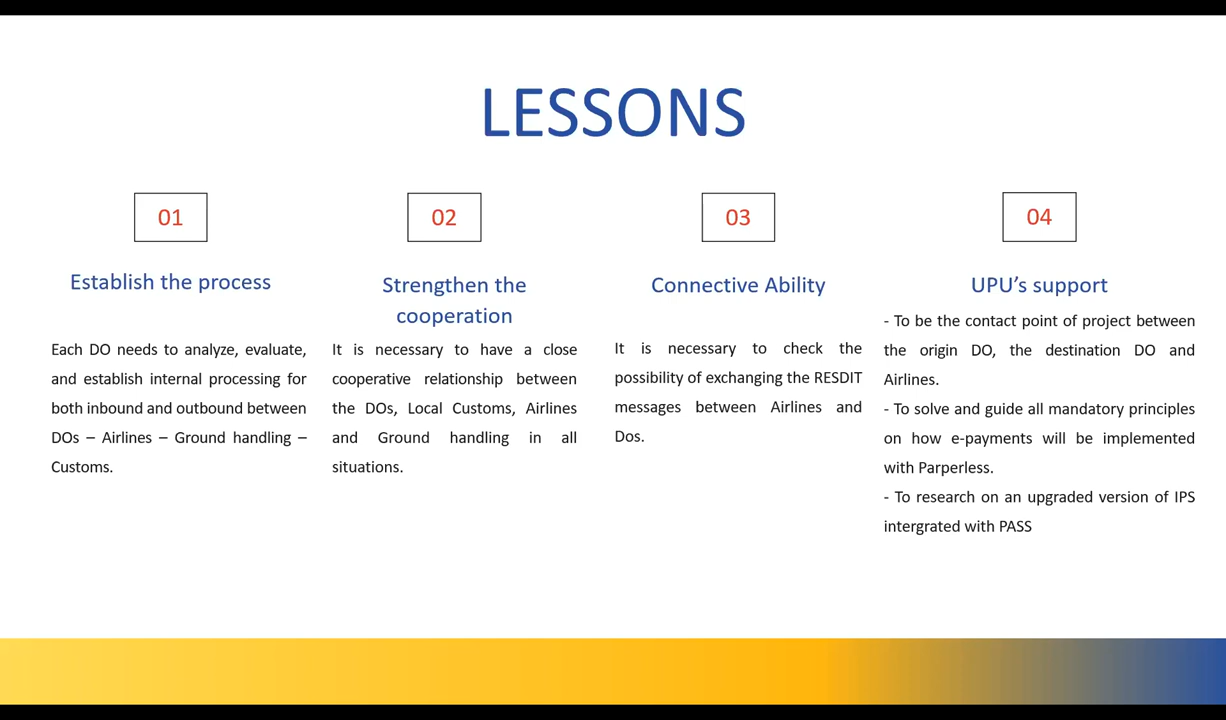 LESSONS
01
Establish the process
Each DO needs to analyze, evaluate,
and establish internal processing for
both inbound and outbound between
DOs – Airlines – Ground handling –
Customs.
02
Strengthen the
cooperation
It is necessary to have a close
cooperative relationship between
the DOs, Local Customs, Airlines
and Ground handling in all
situations.
03
Connective Ability
It is necessary to check the
possibility of exchanging the RESDIT
messages between Airlines and
Dos.
04
UPU’s support
- To be the contact point of project between
the origin DO, the destination DO and
Airlines.
- To solve and guide all mandatory principles
on how e-payments will be implemented
with Parperless.
- To research on an upgraded version of IPS
intergrated with PASS